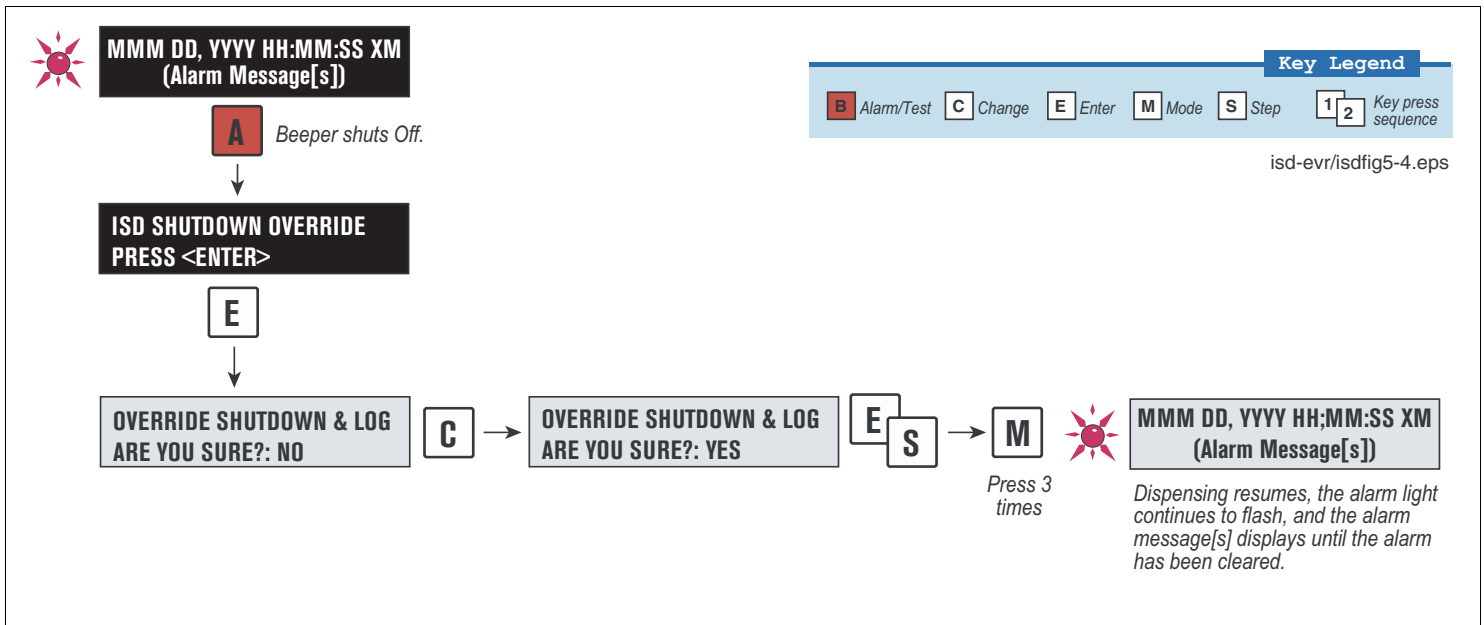 MMM DD, YYYY HH:MM:SS XM
(Alarm Message[s])
A
Beeper shuts Off.
Key Legend
B Alarm/Test C Change E Enter M Mode S Step 1 2 Key press
sequence
isd-evr/isdfig5-4.eps
ISD SHUTDOWN OVERRIDE
PRESS <ENTER>
E
OVERRIDE SHUTDOWN & LOG
ARE YOU SURE?: NO
C
OVERRIDE SHUTDOWN & LOG
ARE YOU SURE?: YES
E
S
M
Press 3
times
MMM DD, YYYY HH;MM:SS XM
(Alarm Message[s])
Dispensing resumes, the alarm light
continues to flash, and the alarm
message[s] displays until the alarm
has been cleared.